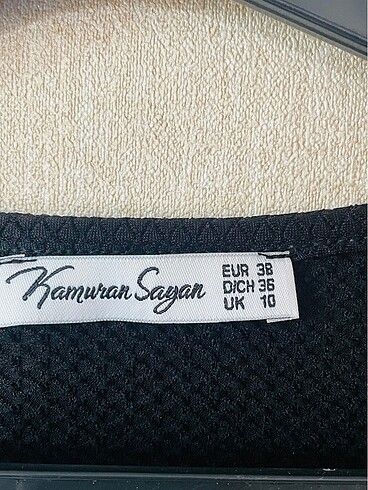 Kamuran Sayan
EUR 38
D/CH 36
UK 10